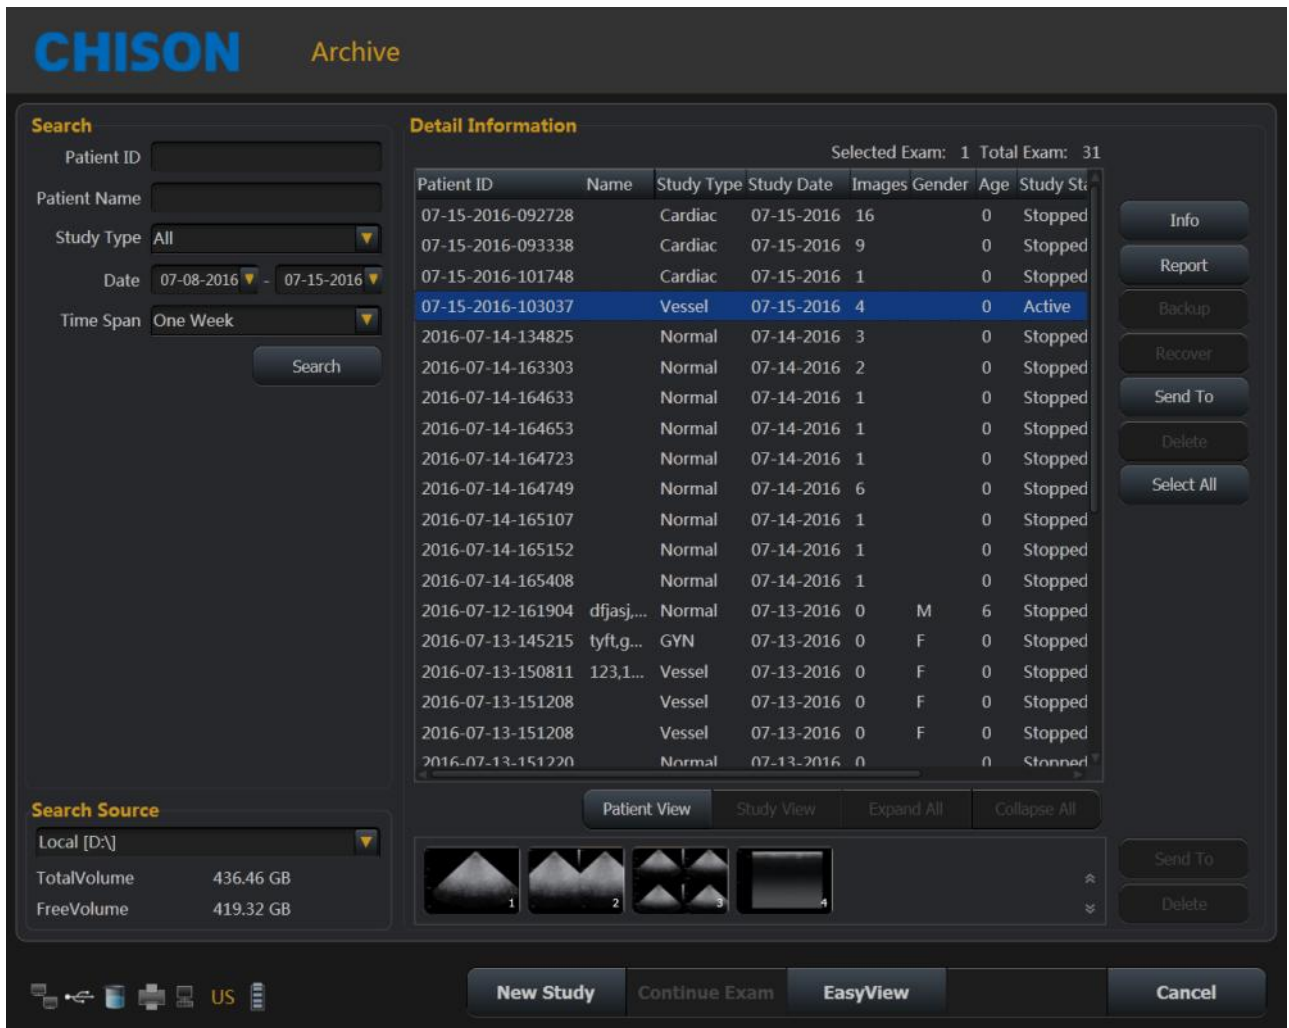 CHISON Archive
Search
Patient ID
Patient Name
Study Type All
Date 07-08-2016 - 07-15-2016
Time Span One Week
Search
Detail Information
Selected Exam: 1 Total Exam: 31
Patient ID Name Study Type Study Date Images Gender Age Study Sta
07-15-2016-092728 Cardiac 07-15-2016 16 0 Stopped
07-15-2016-093338 Cardiac 07-15-2016 9 0 Stopped
07-15-2016-101748 Cardiac 07-15-2016 1 0 Stopped
07-15-2016-103037 Vessel 07-15-2016 4 0 Active
2016-07-14-134825 Normal 07-14-2016 3 0 Stopped
2016-07-14-163303 Normal 07-14-2016 2 0 Stopped
2016-07-14-164633 Normal 07-14-2016 1 0 Stopped
2016-07-14-164653 Normal 07-14-2016 1 0 Stopped
2016-07-14-164723 Normal 07-14-2016 1 0 Stopped
2016-07-14-164749 Normal 07-14-2016 6 0 Stopped
2016-07-14-165107 Normal 07-14-2016 1 0 Stopped
2016-07-14-165152 Normal 07-14-2016 1 0 Stopped
2016-07-14-165408 Normal 07-14-2016 1 0 Stopped
2016-07-12-161904 dfjasj,... Normal 07-13-2016 0 M 6 Stopped
2016-07-13-145215 tyft,g... GYN 07-13-2016 0 F 0 Stopped
2016-07-13-150811 123,1... Vessel 07-13-2016 0 F 0 Stopped
2016-07-13-151208 Vessel 07-13-2016 0 F 0 Stopped
2016-07-13-151208 Vessel 07-13-2016 0 F 0 Stopped
2016-07-13-151220 Normal 07-13-2016 0 0 Stopped
Info
Report
Backup
Recover
Send To
Delete
Select All
Patient View Study View Expand All Collapse All
Search Source
Local [D:\]
TotalVolume 436.46 GB
FreeVolume 419.32 GB
1 2 3 4
Send To
Delete
US
New Study Continue Exam EasyView Cancel